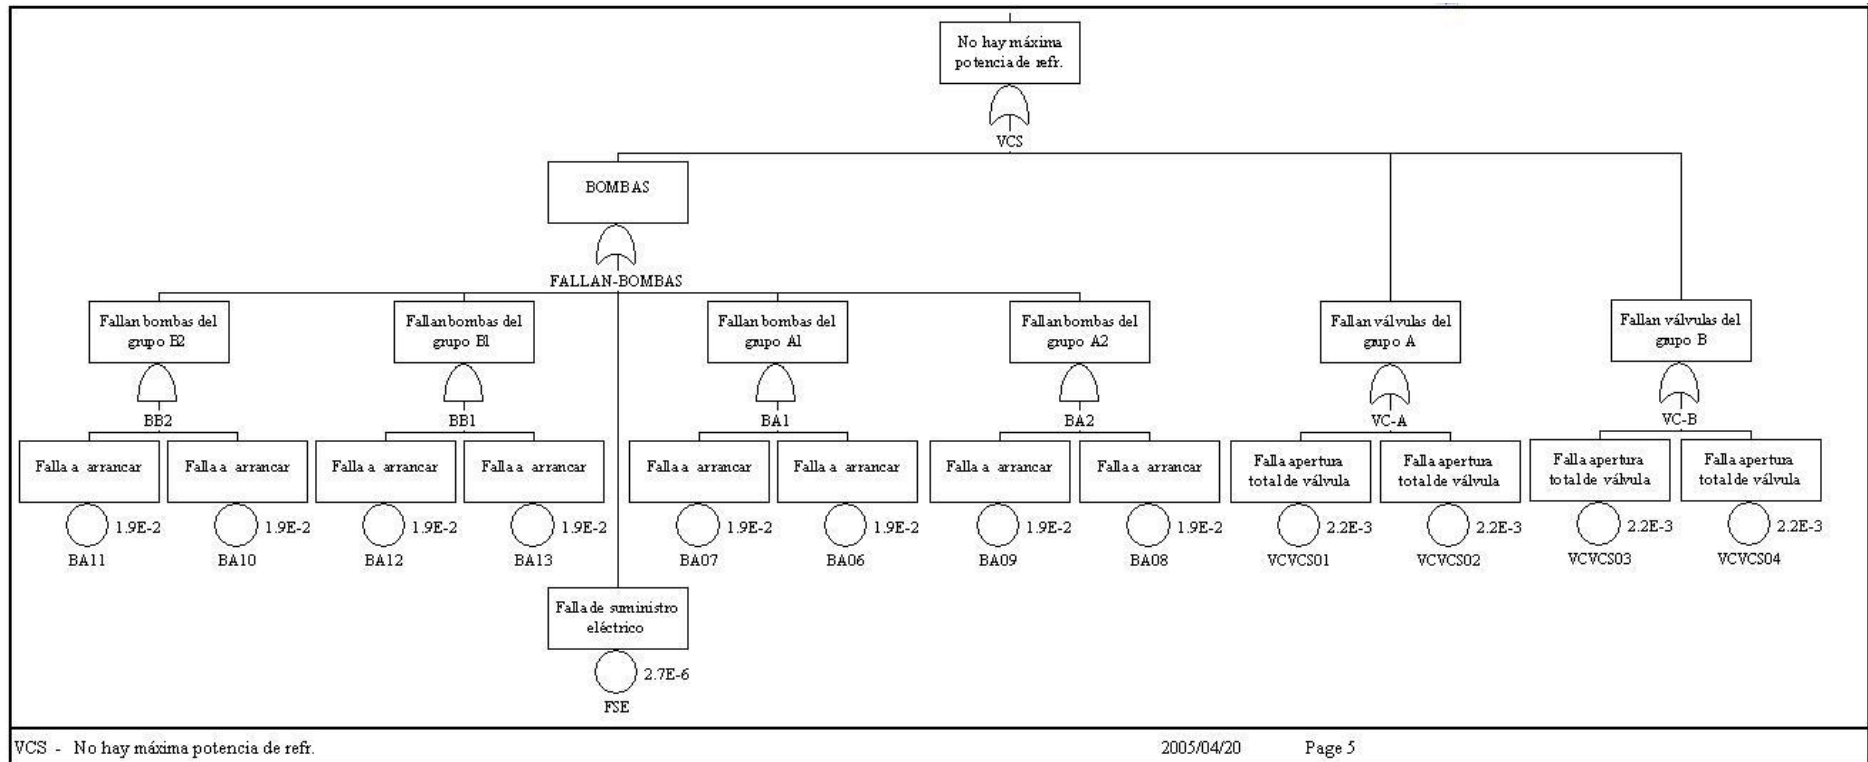 No hay máxima
potencia de refr.
VCS
BOMBAS
FALLAN-BOMBAS
Fallan bombas del
grupo B2
Fallan bombas del
grupo B1
Fallan bombas del
grupo A1
Fallan bombas del
grupo A2
Fallan válvulas del
grupo A
Fallan válvulas del
grupo B
BB2
BB1
BA1
BA2
VC-A
VC-B
Falla a arrancar
Falla a arrancar
Falla a arrancar
Falla a arrancar
Falla a arrancar
Falla a arrancar
Falla a arrancar
Falla a arrancar
Falla apertura
total de válvula
Falla apertura
total de válvula
Falla apertura
total de válvula
Falla apertura
total de válvula
1.9E-2
1.9E-2
1.9E-2
1.9E-2
1.9E-2
1.9E-2
1.9E-2
1.9E-2
2.2E-3
2.2E-3
2.2E-3
2.2E-3
BA11
BA10
BA12
BA13
BA07
BA06
BA09
BA08
VCVCS01
VCVCS02
VCVCS03
VCVCS04
Falla de suministro
eléctrico
2.7E-6
FSE
VCS - No hay máxima potencia de refr.
2005/04/20
Page 5